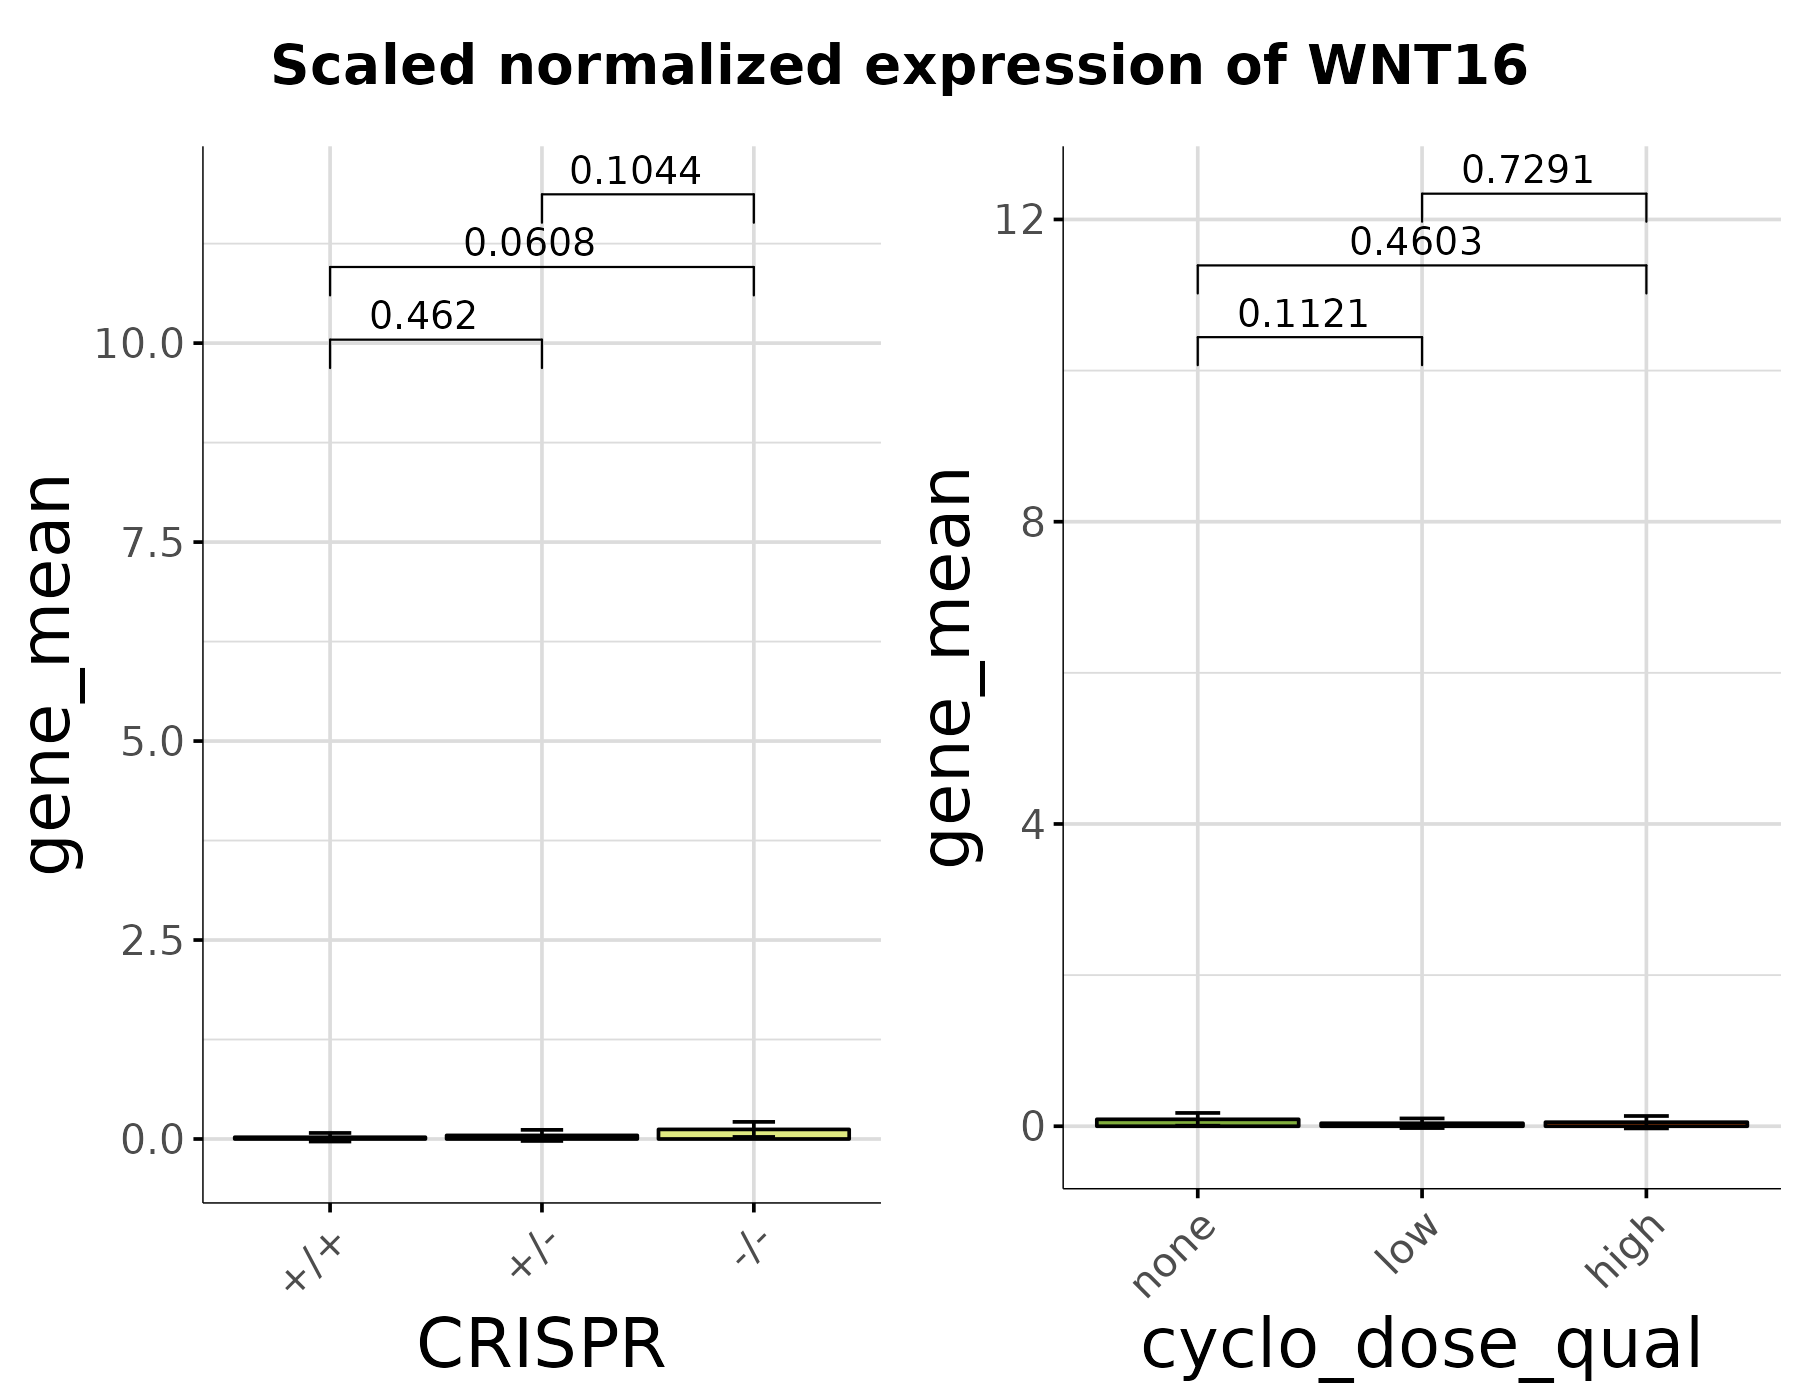 Scaled normalized expression of WNT16
gene_mean
10.0
7.5
5.0
2.5
0.0
0.1044
0.0608
0.462
+/+
+/-
-/-
CRISPR
gene_mean
12
8
4
0
0.7291
0.4603
0.1121
none
low
high
cyclo_dose_qual